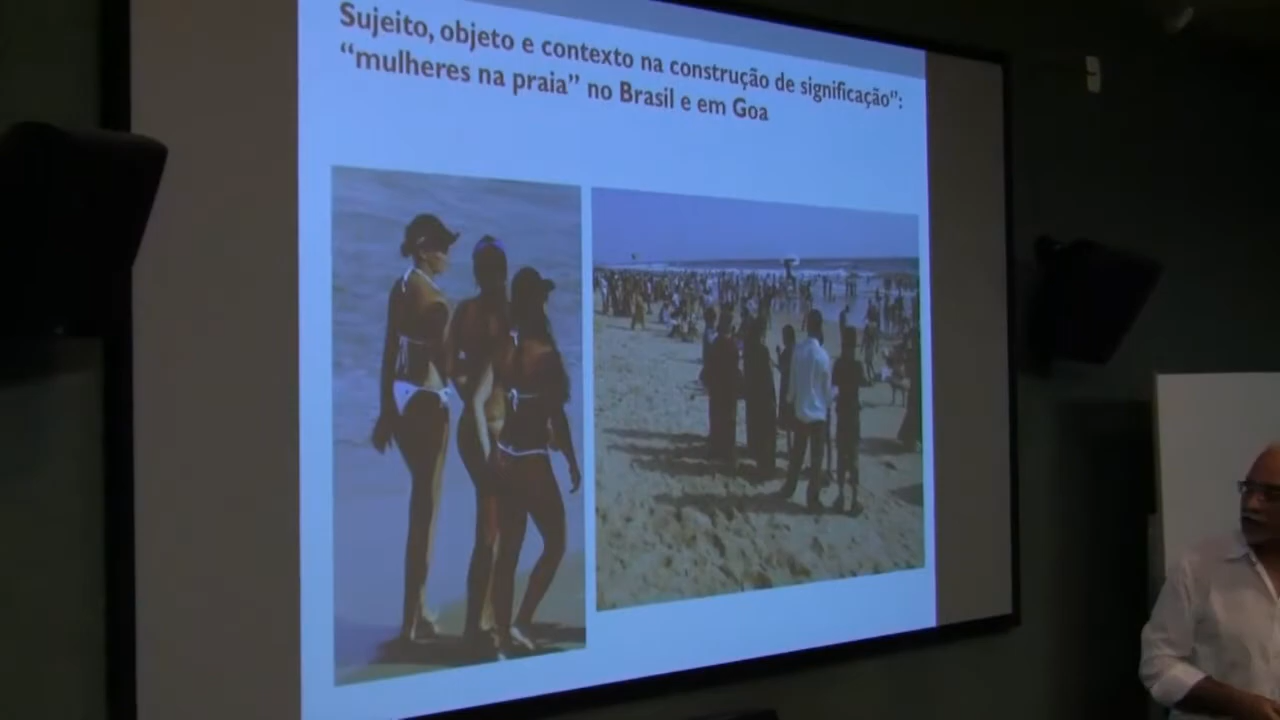 Sujeito, objeto e contexto na construção de significação”:
“mulheres na praia” no Brasil e em Goa